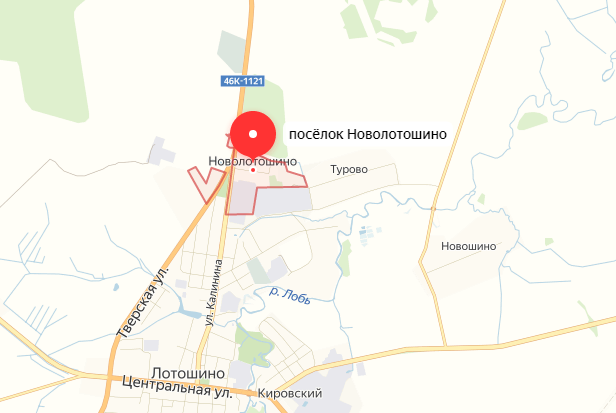 46К-1121
посёлок Новолотошино
Новолотошино
Турово
Новошино
ул. Калинина
р. Лобь
Тверская ул.
Лотошино
Центральная ул.
Кировский